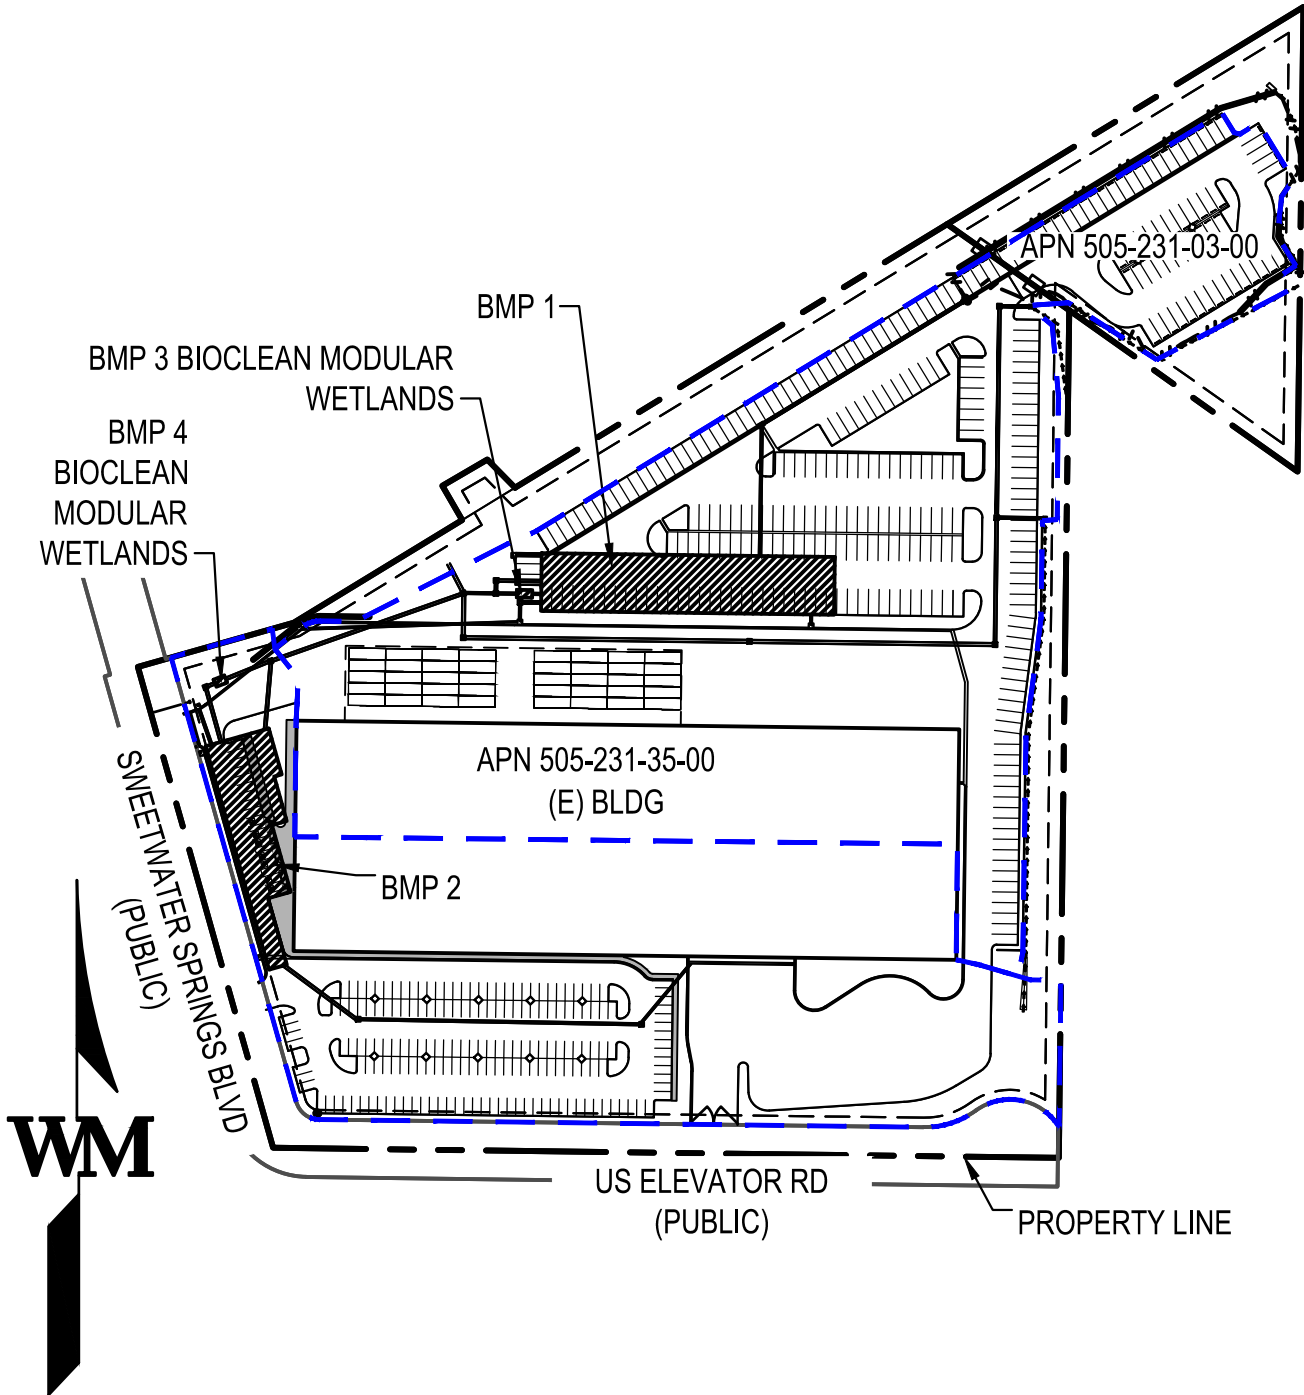 APN 505-231-03-00
BMP 1
BMP 3 BIOCLEAN MODULAR
WETLANDS
BMP 4
BIOCLEAN
MODULAR
WETLANDS
APN 505-231-35-00
(E) BLDG
BMP 2
SWEETWATER SPRINGS BLVD
(PUBLIC)
WM
US ELEVATOR RD
(PUBLIC)
PROPERTY LINE